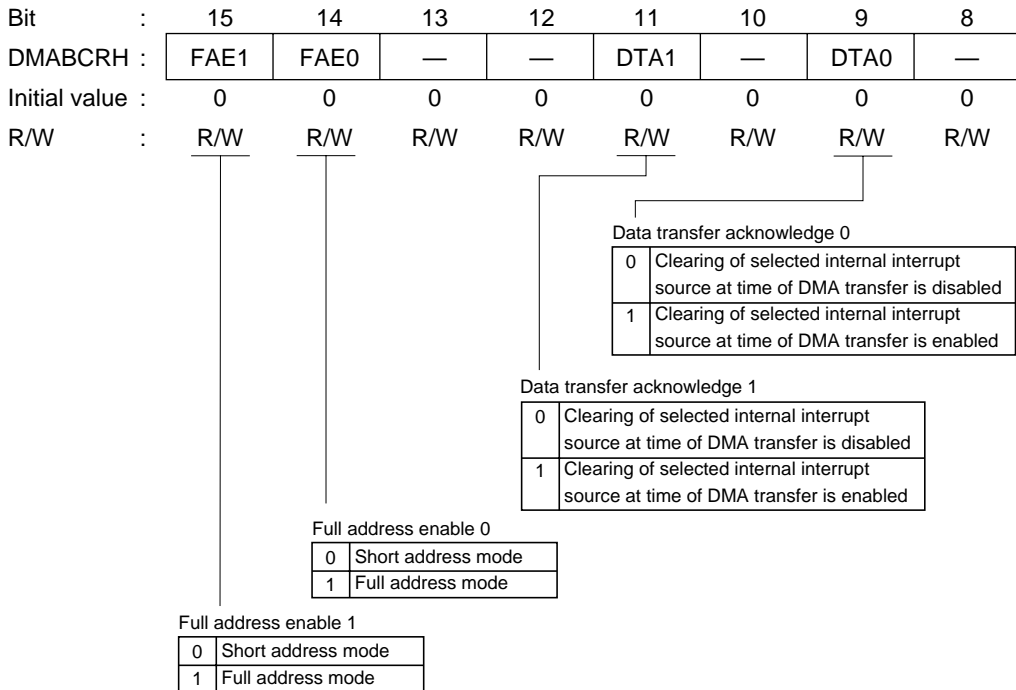 Bit : 15 14 13 12 11 10 9 8
DMABCRH : FAE1 FAE0 — — DTA1 — DTA0 —
Initial value : 0 0 0 0 0 0 0 0
R/W : R/W R/W R/W R/W R/W R/W R/W R/W
Data transfer acknowledge 0
0 Clearing of selected internal interrupt
source at time of DMA transfer is disabled
1 Clearing of selected internal interrupt
source at time of DMA transfer is enabled
Data transfer acknowledge 1
0 Clearing of selected internal interrupt
source at time of DMA transfer is disabled
1 Clearing of selected internal interrupt
source at time of DMA transfer is enabled
Full address enable 0
0 Short address mode
1 Full address mode
Full address enable 1
0 Short address mode
1 Full address mode